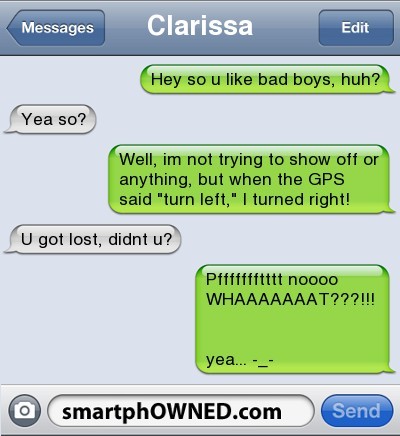 Messages Clarissa Edit
Hey so u like bad boys, huh?
Yea so?
Well, im not trying to show off or
anything, but when the GPS
said "turn left," I turned right!
U got lost, didnt u?
Pffffffftttt noooo
WHAAAAAAAT???!!!
yea... -_-
smartphOWNED.com Send